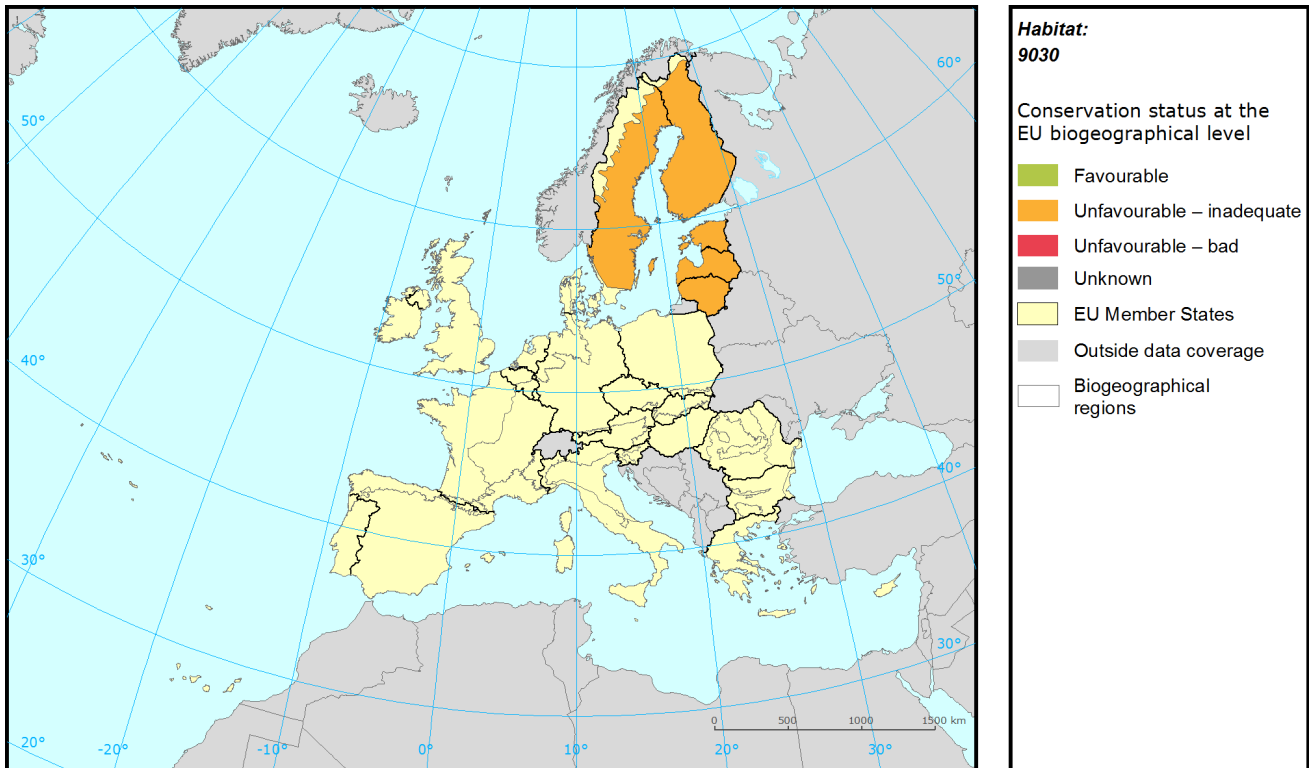 Habitat:
9030
Conservation status at the
EU biogeographical level
Favourable
Unfavourable – inadequate
Unfavourable – bad
Unknown
EU Member States
Outside data coverage
Biogeographical
regions
60°
50°
50°
40°
40°
30°
30°
0 500 1000 1500 km
20° -20° -10° 0° 10° 20° 30°